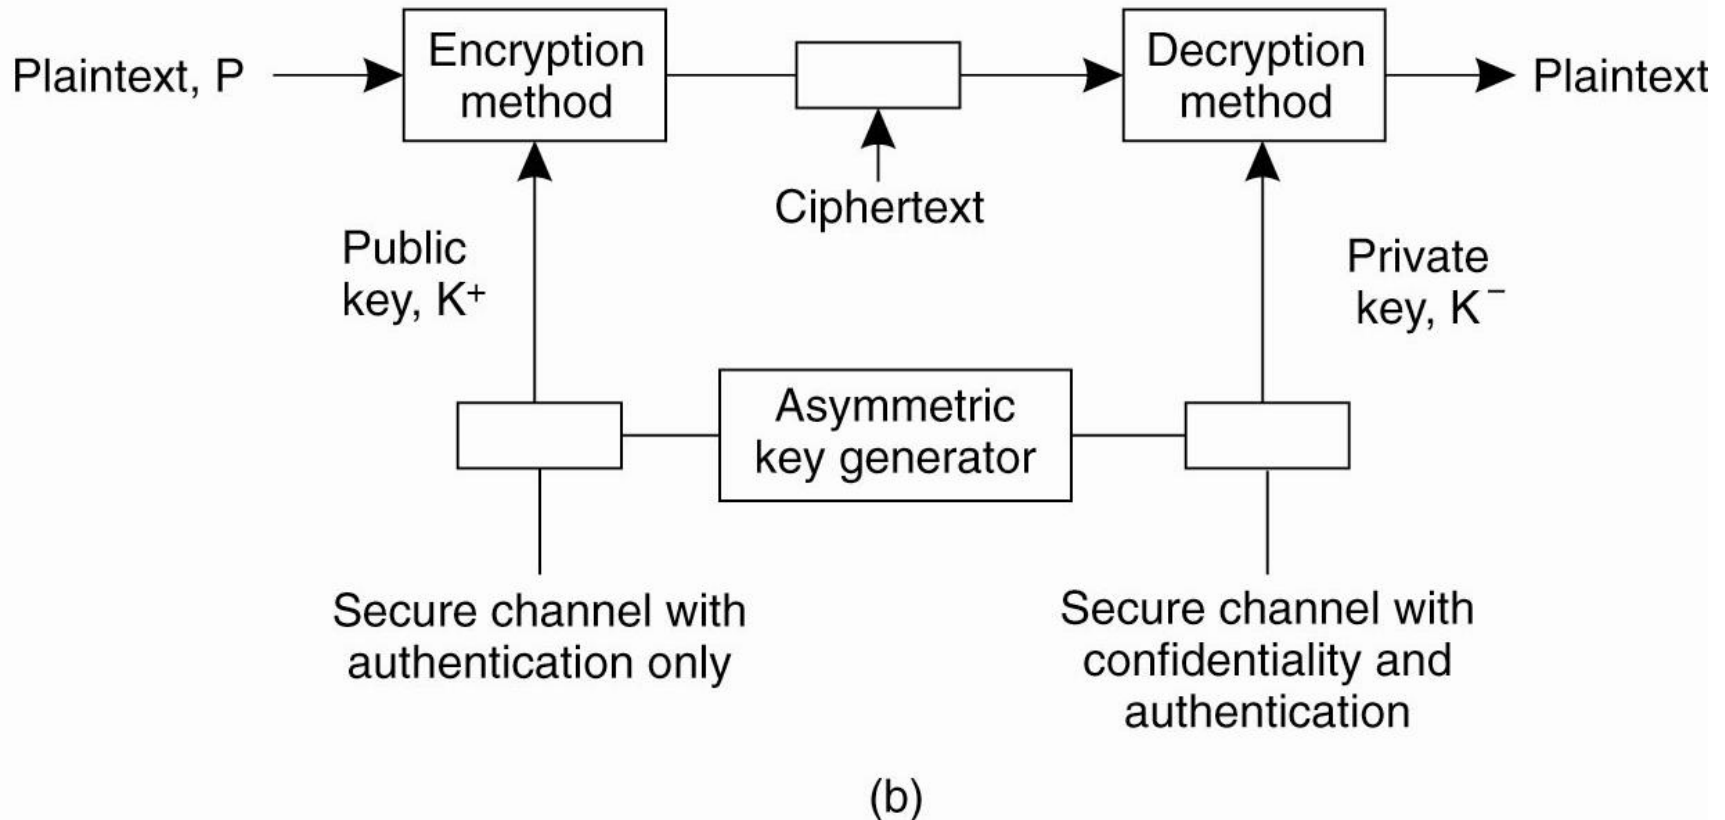 Plaintext, P
Encryption
method
Decryption
method
Plaintext
Ciphertext
Public
key, K⁺
Private
key, K⁻
Asymmetric
key generator
Secure channel with
authentication only
Secure channel with
confidentiality and
authentication
(b)